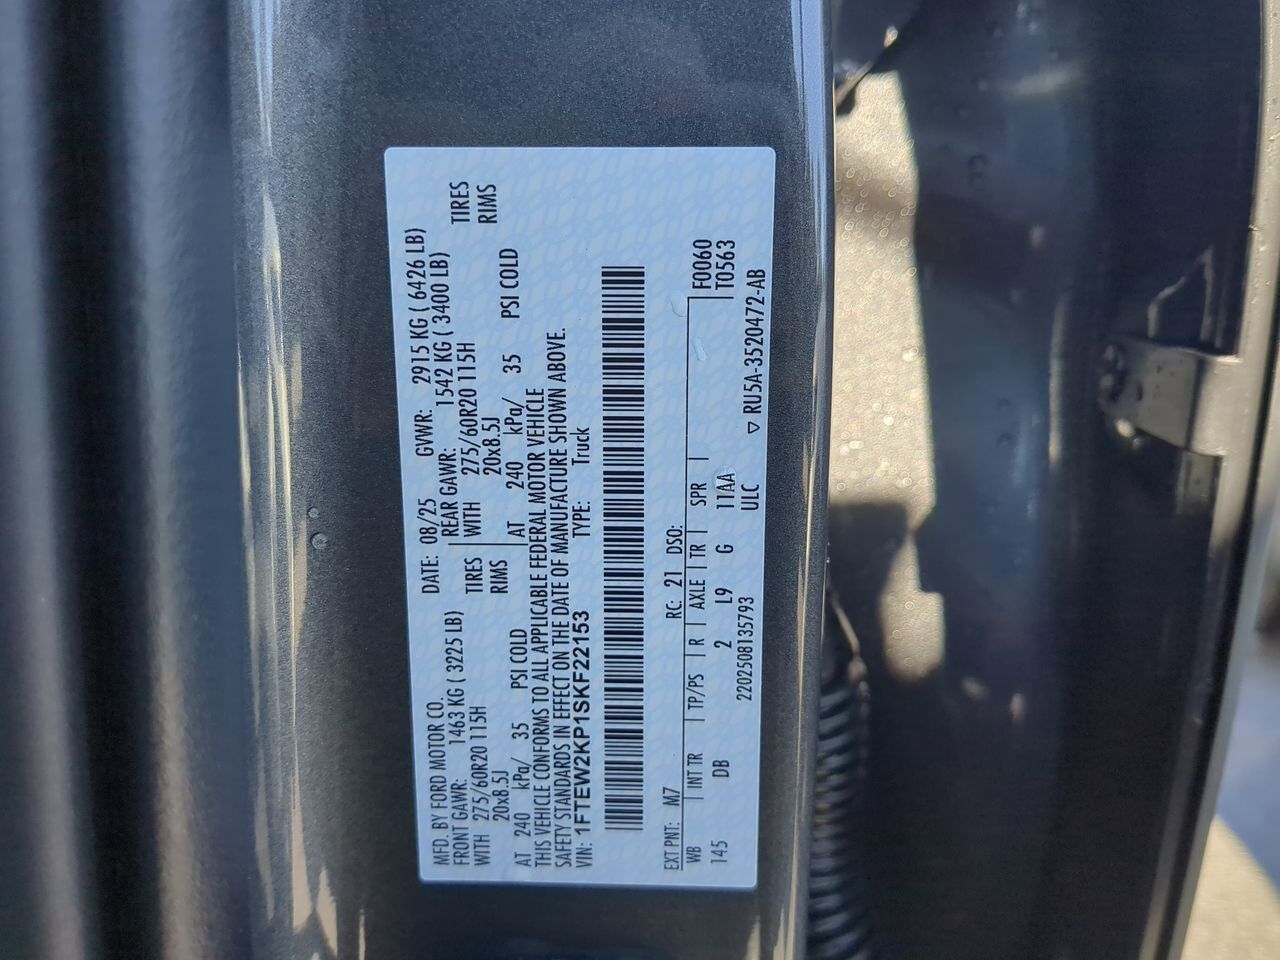 MFD. BY FORD MOTOR CO. DATE: 08/25 GVWR: 2915 KG ( 6426 LB)
FRONT GAWR: 1463 KG ( 3225 LB) REAR GAWR: 1542 KG ( 3400 LB)
WITH 275/60R20 115H TIRES WITH 275/60R20 115H TIRES
20x8.5J RIMS 20x8.5J RIMS
AT 240 kPa/ 35 PSI COLD AT 240 kPa/ 35 PSI COLD
THIS VEHICLE CONFORMS TO ALL APPLICABLE FEDERAL MOTOR VEHICLE
SAFETY STANDARDS IN EFFECT ON THE DATE OF MANUFACTURE SHOWN ABOVE.
VIN: 1FTEW2KP1SKF22153 TYPE: Truck
EXT PNT: M7 RC: 21 DSO:
WB INT TR TP/PS R AXLE TR SPR F0060
145 DB 2 L9 G 11AA T0563
2202508135793 ULC ▽ RU5A-3520472-AB